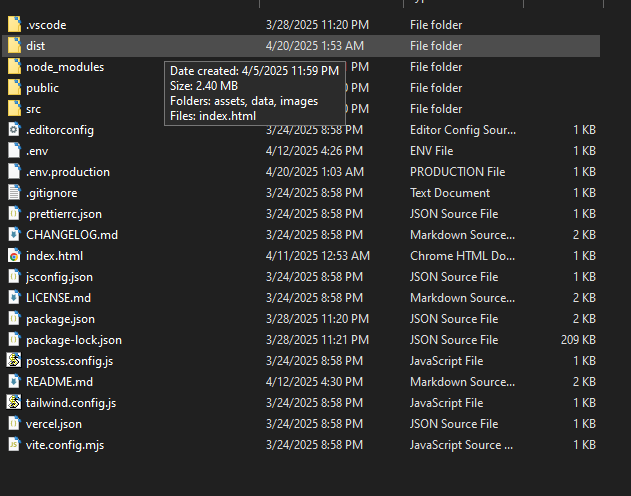 .vscode 3/28/2025 11:20 PM File folder
dist 4/20/2025 1:53 AM File folder
node_modules File folder
Date created: 4/5/2025 11:59 PM
Size: 2.40 MB
Folders: assets, data, images
Files: index.html
public File folder
src File folder
.editorconfig 3/24/2025 8:58 PM Editor Config Sour... 1 KB
.env 4/12/2025 4:26 PM ENV File 1 KB
.env.production 4/20/2025 1:03 AM PRODUCTION File 1 KB
.gitignore 3/24/2025 8:58 PM Text Document 1 KB
.prettierrc.json 3/24/2025 8:58 PM JSON Source File 1 KB
CHANGELOG.md 3/24/2025 8:58 PM Markdown Source... 2 KB
index.html 4/11/2025 12:53 AM Chrome HTML Do... 1 KB
jsconfig.json 3/24/2025 8:58 PM JSON Source File 1 KB
LICENSE.md 3/24/2025 8:58 PM Markdown Source... 2 KB
package.json 3/28/2025 11:20 PM JSON Source File 2 KB
package-lock.json 3/28/2025 11:21 PM JSON Source File 209 KB
postcss.config.js 3/24/2025 8:58 PM JavaScript File 1 KB
README.md 4/12/2025 4:30 PM Markdown Source... 2 KB
tailwind.config.js 3/24/2025 8:58 PM JavaScript File 1 KB
vercel.json 3/24/2025 8:58 PM JSON Source File 1 KB
vite.config.mjs 3/24/2025 8:58 PM JavaScript Source ... 1 KB